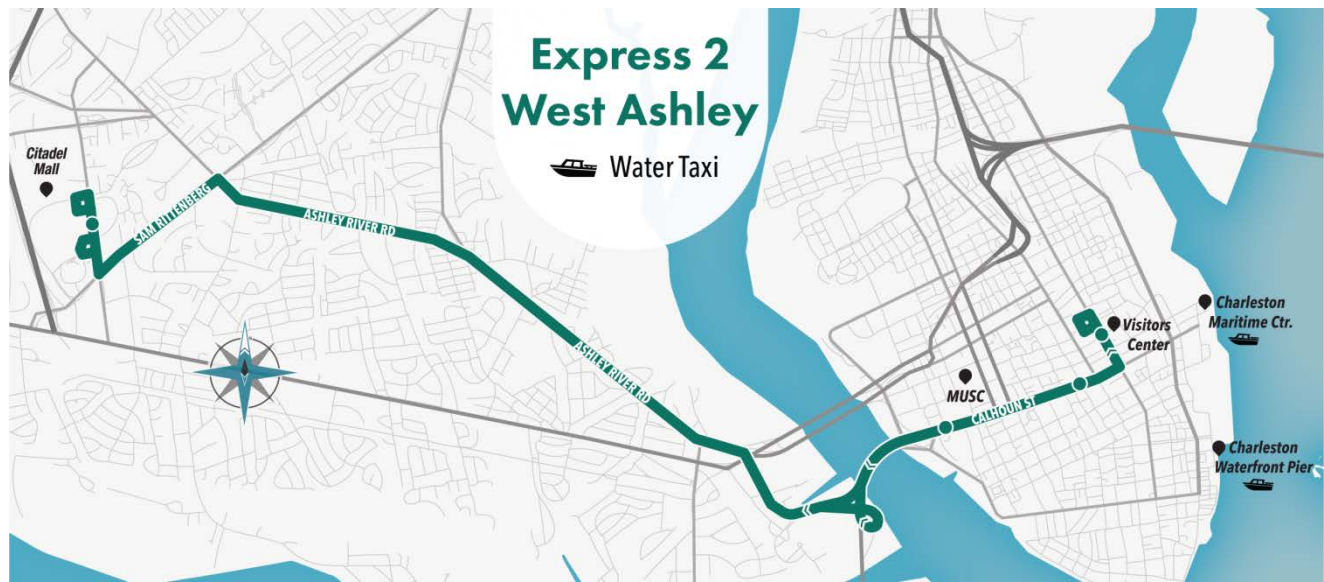 Express 2
West Ashley
Water Taxi
Citadel
Mall
SAM RITTENBERG
ASHLEY RIVER RD
ASHLEY RIVER RD
CALHOUN ST
MUSC
Visitors
Center
Charleston
Maritime Ctr.
Charleston
Waterfront Pier